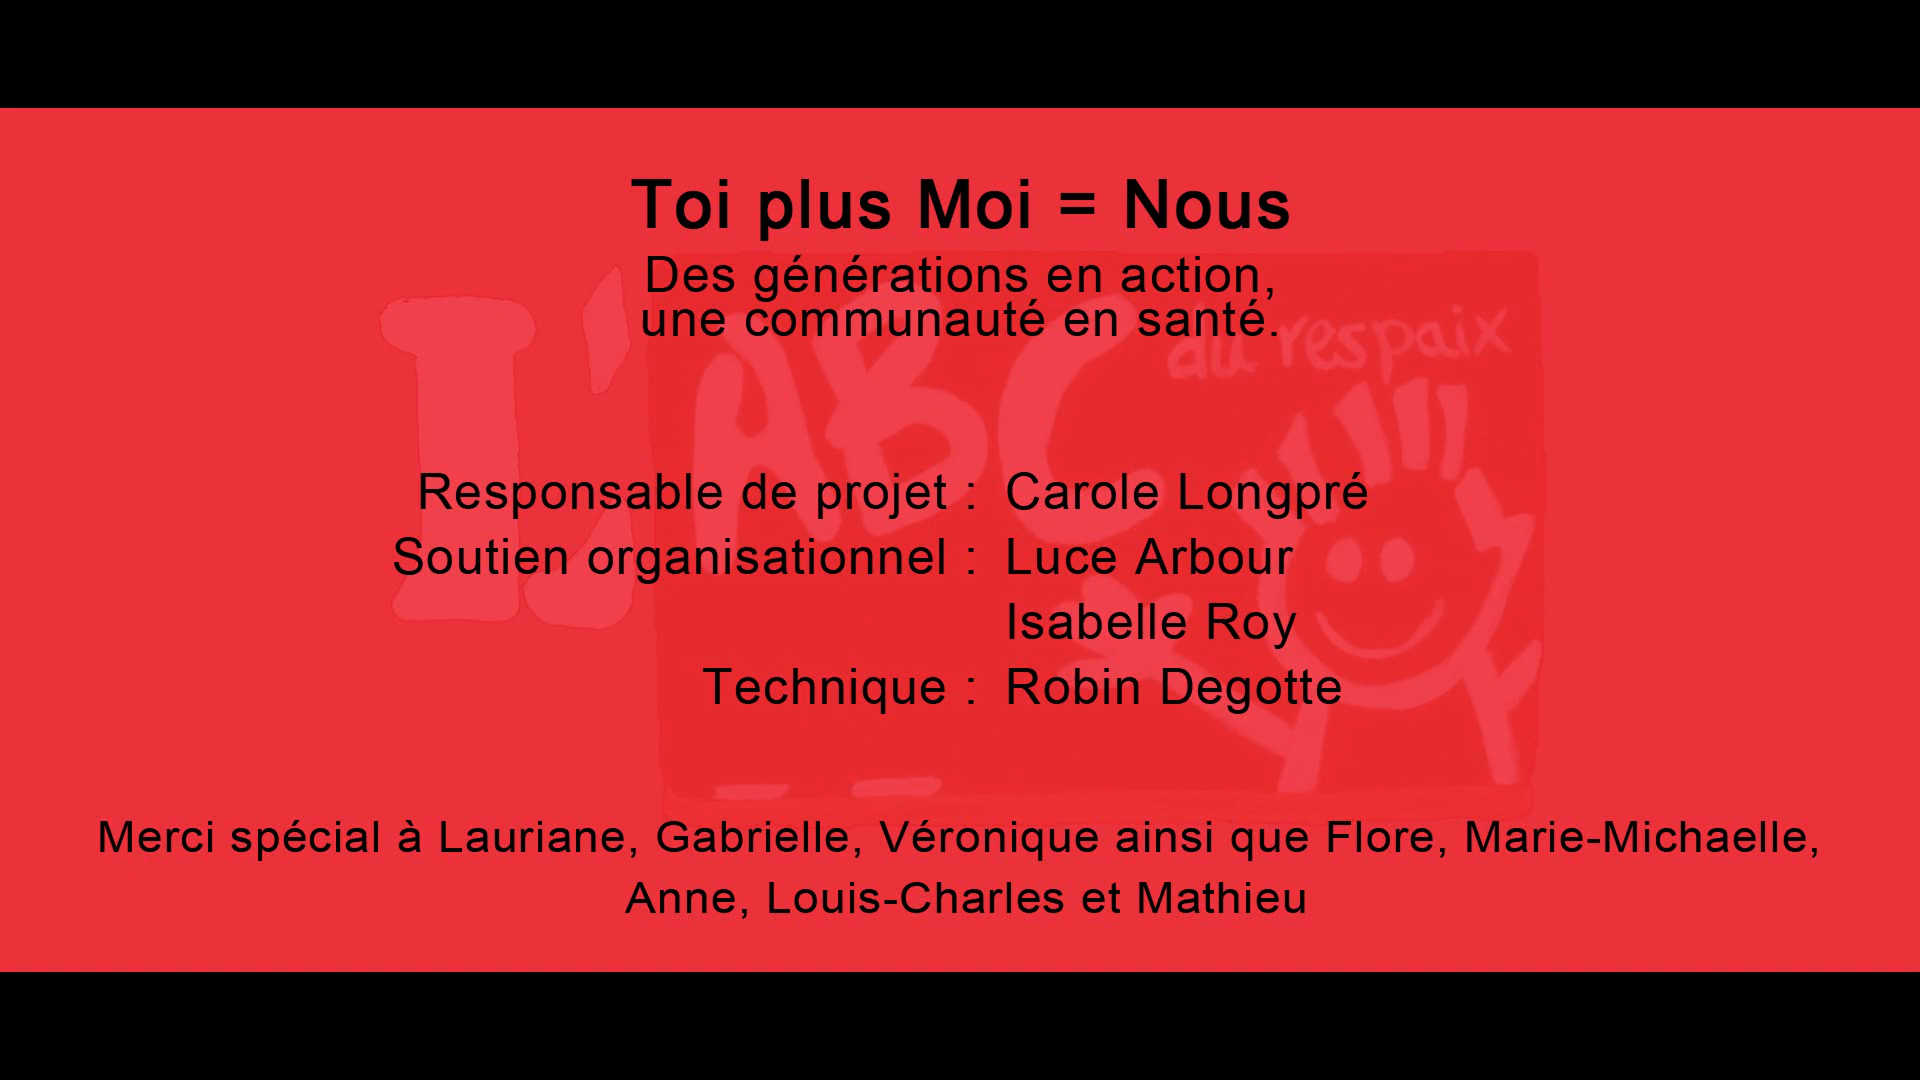 Toi plus Moi = Nous
Des générations en action,
une communauté en santé.
L'ABC du respaix
Responsable de projet : Carole Longpré
Soutien organisationnel : Luce Arbour
Isabelle Roy
Technique : Robin Degotte
Merci spécial à Lauriane, Gabrielle, Véronique ainsi que Flore, Marie-Michaelle,
Anne, Louis-Charles et Mathieu